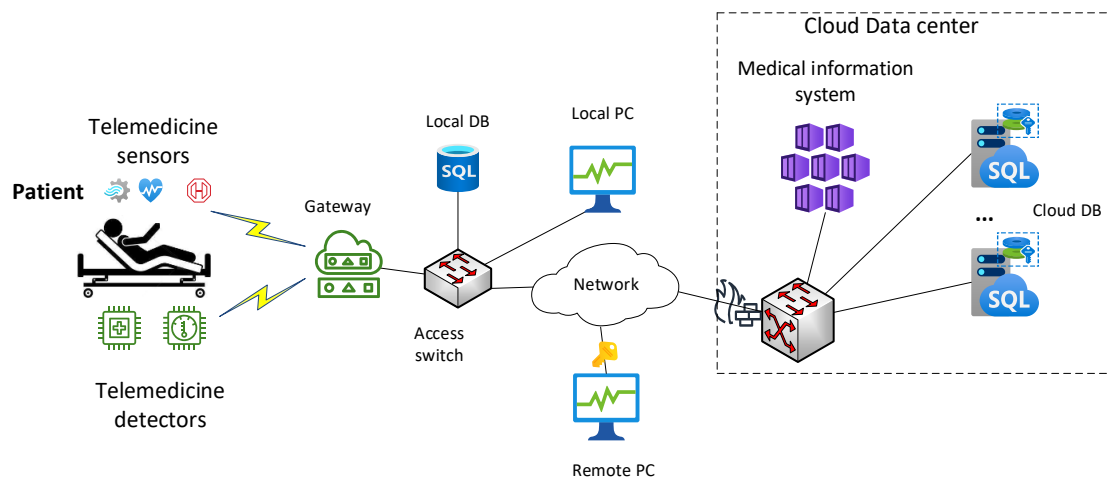 Cloud Data center
Medical information
system
Telemedicine
sensors
Patient
Gateway
Local DB
SQL
Local PC
Access
switch
Network
Remote PC
SQL
...
Cloud DB
SQL
Telemedicine
detectors